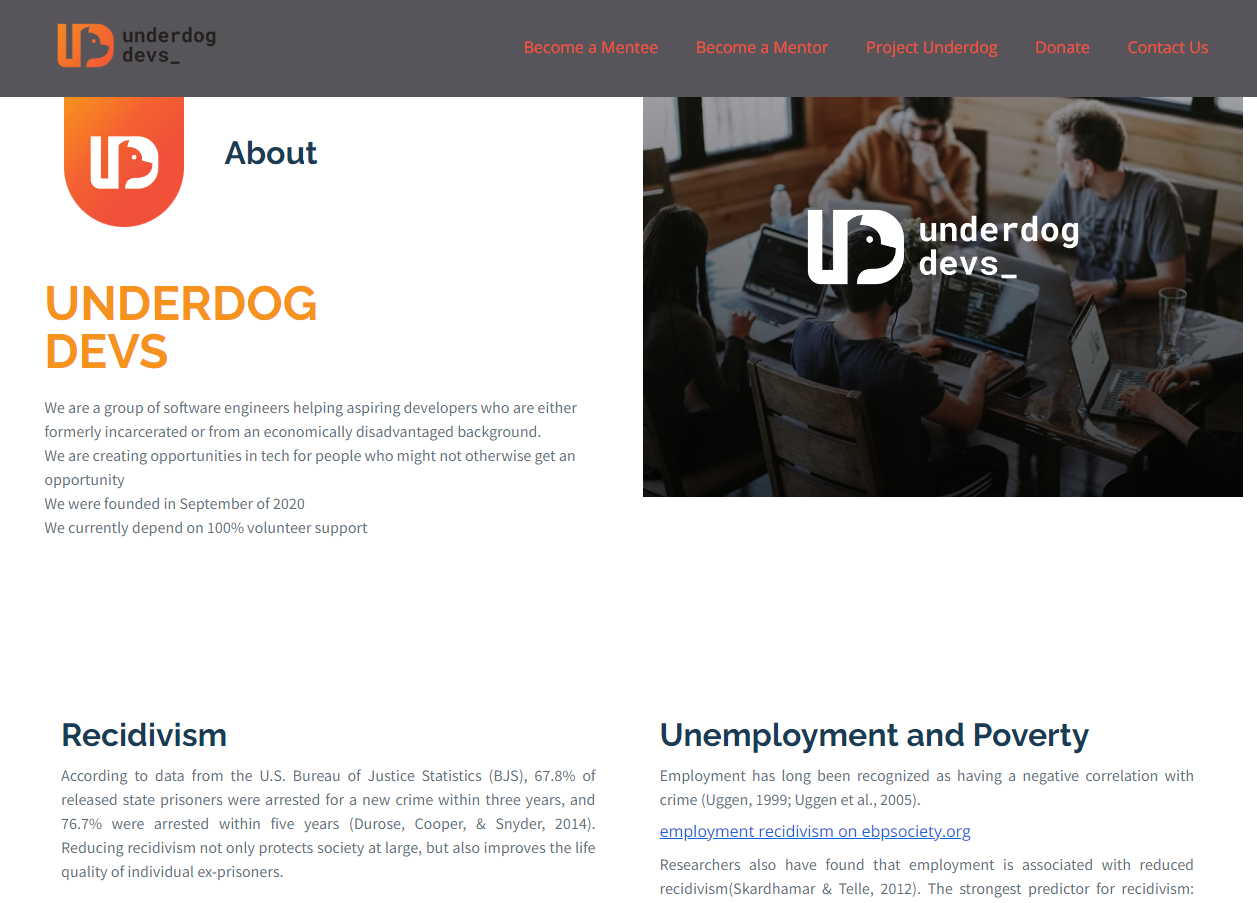 underdog
devs_
Become a Mentee Become a Mentor Project Underdog Donate Contact Us
About
UNDERDOG
DEVS
We are a group of software engineers helping aspiring developers who are either
formerly incarcerated or from an economically disadvantaged background.
We are creating opportunities in tech for people who might not otherwise get an
opportunity
We were founded in September of 2020
We currently depend on 100% volunteer support
underdog
devs_
Recidivism
According to data from the U.S. Bureau of Justice Statistics (BJS), 67.8% of
released state prisoners were arrested for a new crime within three years, and
76.7% were arrested within five years (Durose, Cooper, & Snyder, 2014).
Reducing recidivism not only protects society at large, but also improves the life
quality of individual ex-prisoners.
Unemployment and Poverty
Employment has long been recognized as having a negative correlation with
crime (Uggen, 1999; Uggen et al., 2005).
employment recidivism on ebpsociety.org
Researchers also have found that employment is associated with reduced
recidivism(Skardhamar & Telle, 2012). The strongest predictor for recidivism: